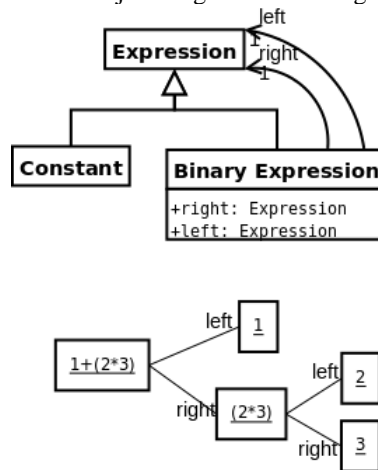 left
Expression
1
right
1
Constant
Binary Expression
+right: Expression
+left: Expression
left
1
1+(2*3)
left
2
right
(2*3)
right
3